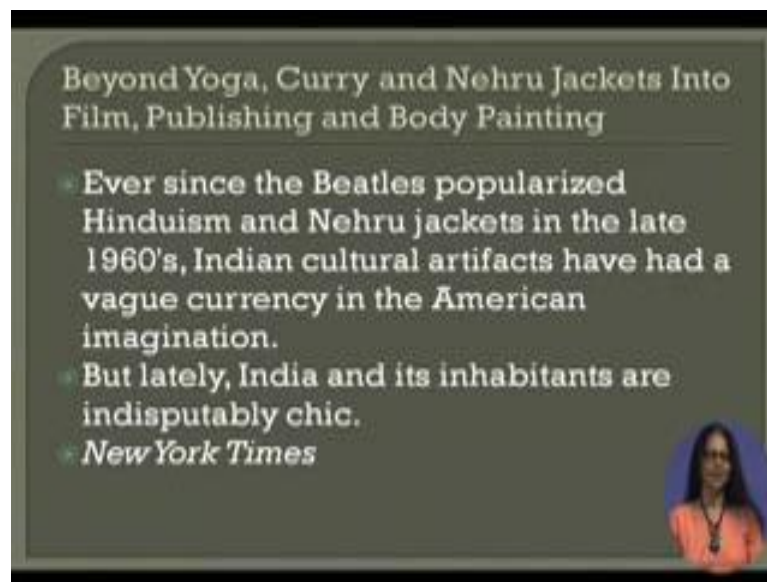 Beyond Yoga, Curry and Nehru Jackets Into
Film, Publishing and Body Painting
Ever since the Beatles popularized
Hinduism and Nehru jackets in the late
1960's, Indian cultural artifacts have had a
vague currency in the American
imagination.
But lately, India and its inhabitants are
indisputably chic.
New York Times